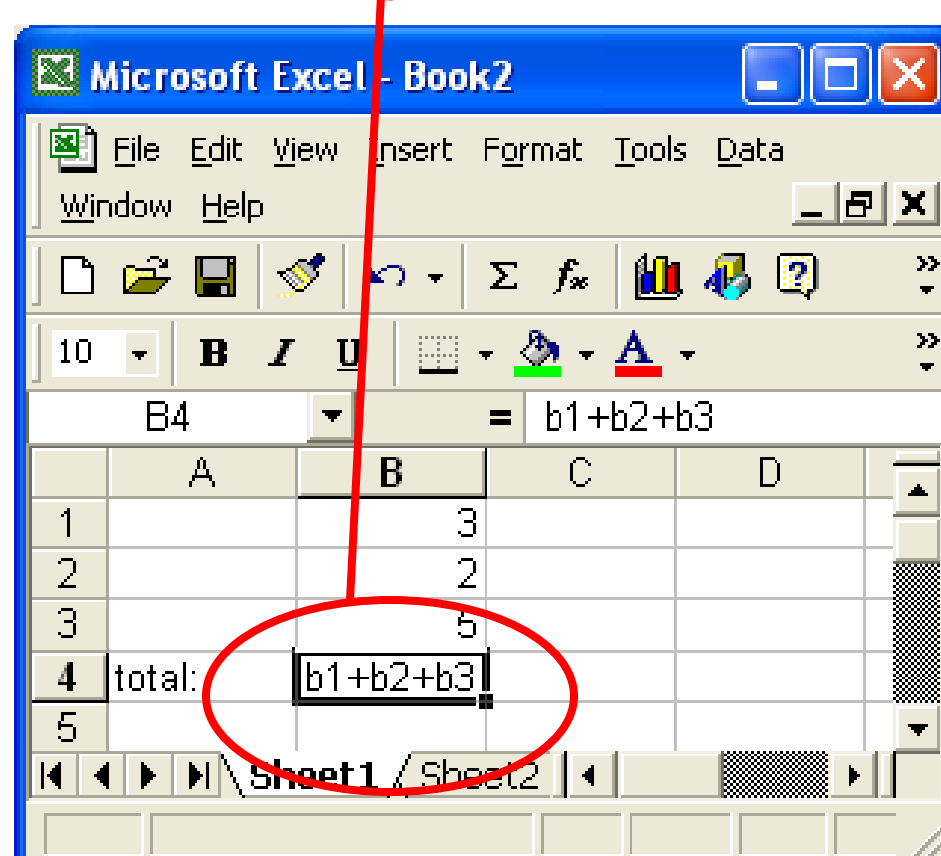 Microsoft Excel - Book2
File Edit View Insert Format Tools Data
Window Help
Σ fx ?
10 B I U A
B4 = b1+b2+b3
A B C D
1 3
2 2
3 5
4 total: b1+b2+b3
5
Sheet1 Sheet2